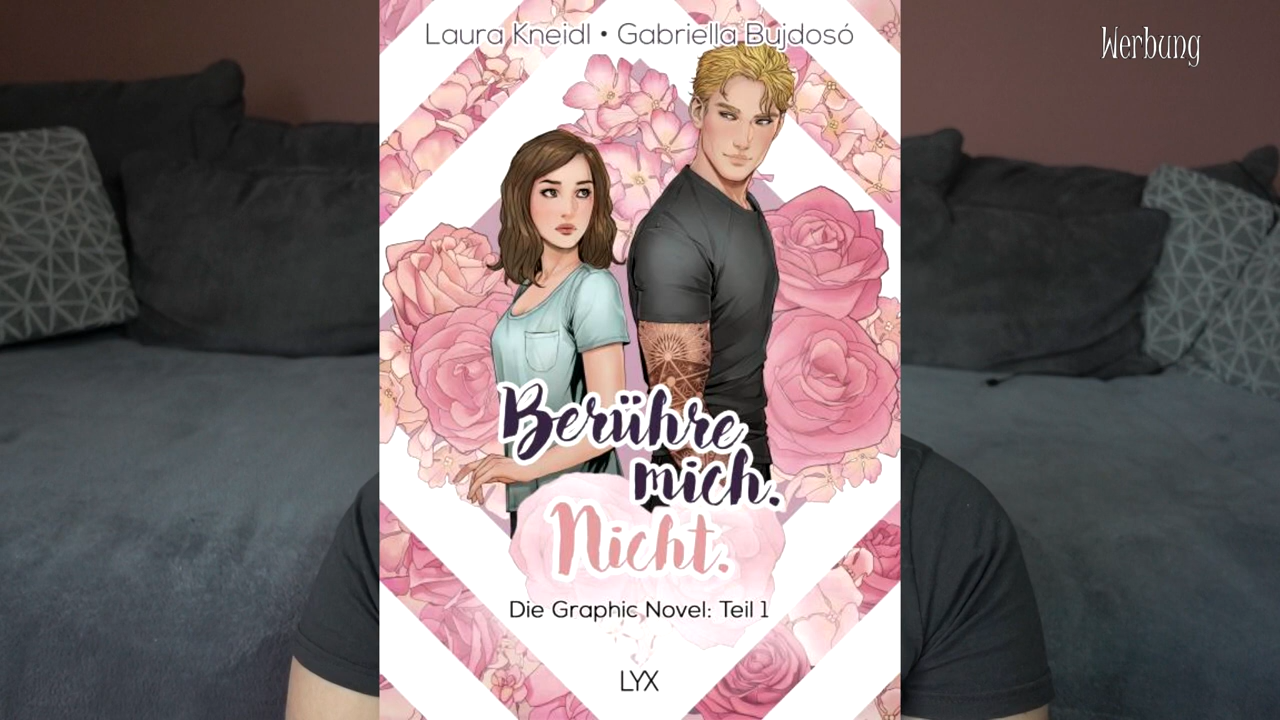 Laura Kneidl • Gabriella Bujdosó
Werbung
Berühre
mich.
Nicht.
Die Graphic Novel: Teil 1
LYX